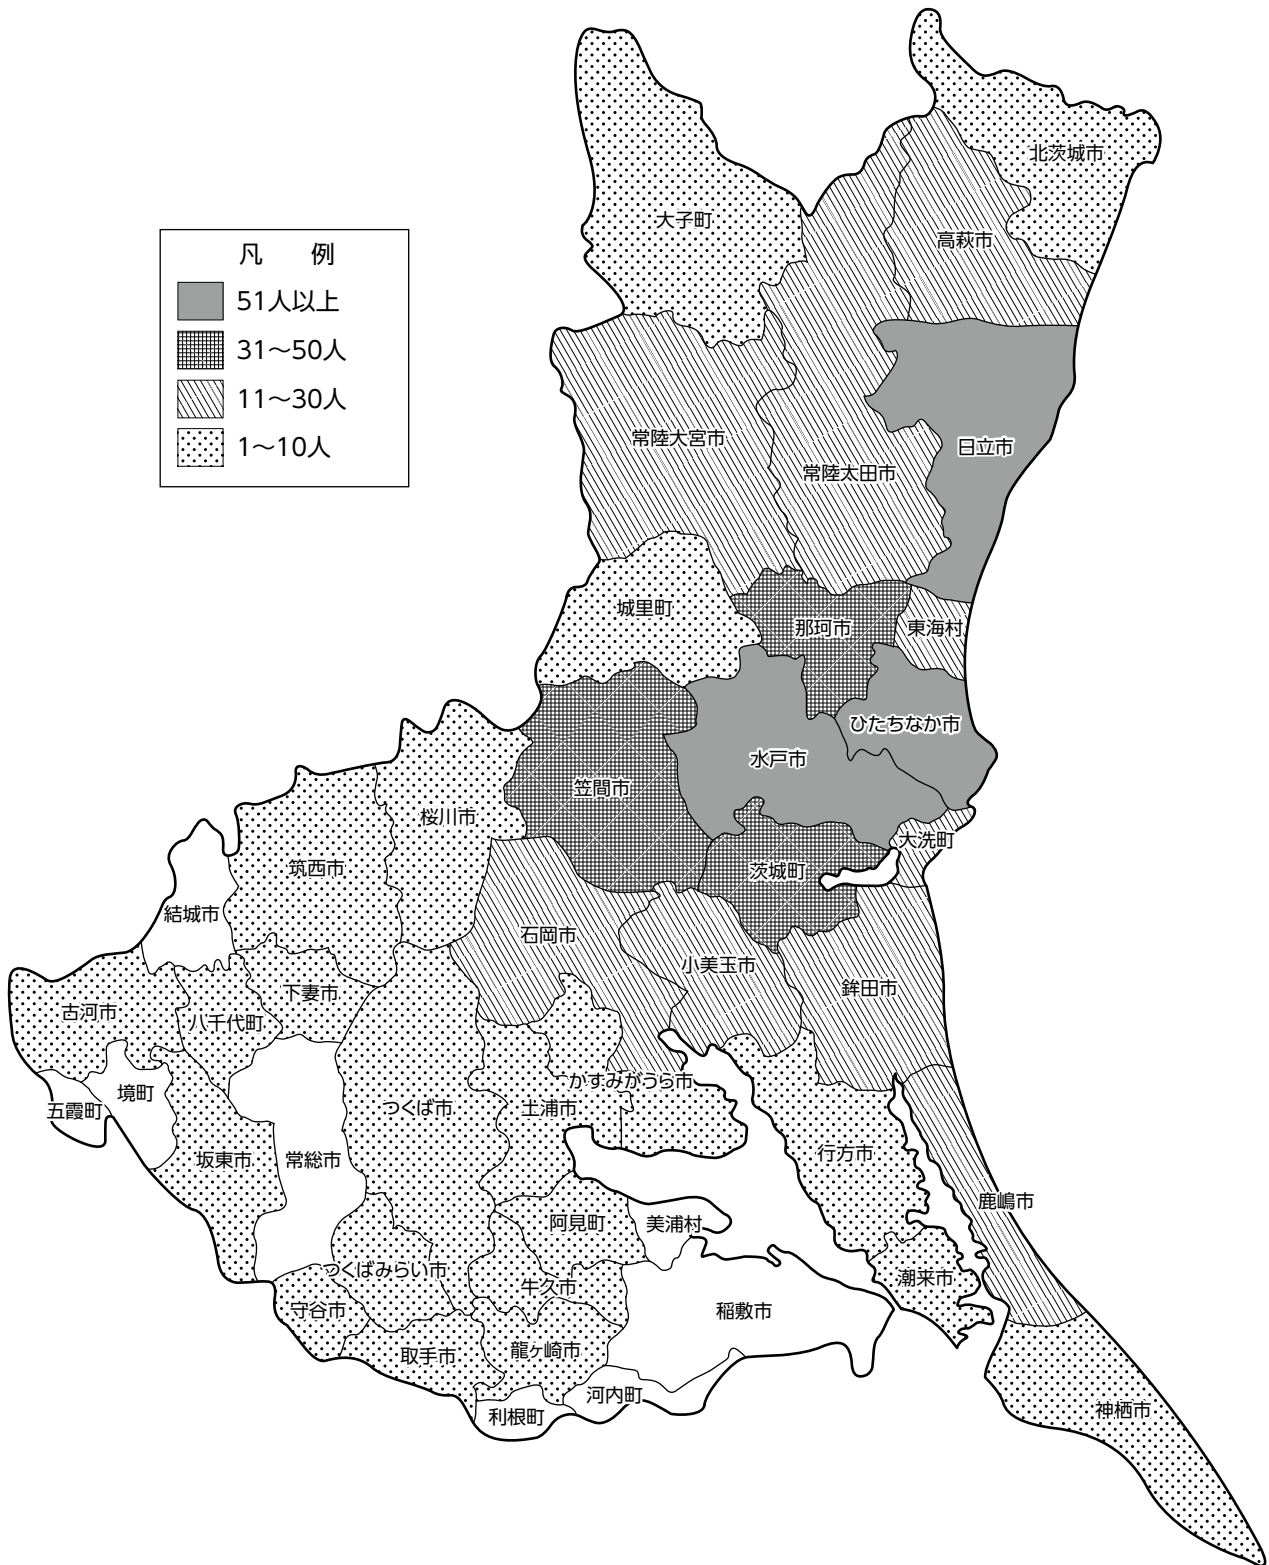 北茨城市
大子町
高萩市
凡　例
51人以上
31～50人
11～30人
1～10人
常陸大宮市
常陸太田市
日立市
城里町
那珂市
東海村
ひたちなか市
水戸市
笠間市
桜川市
大洗町
茨城町
筑西市
結城市
石岡市
小美玉市
鉾田市
下妻市
古河市
八千代町
かすみがうら市
境町
五霞町
つくば市
土浦市
坂東市
常総市
行方市
鹿嶋市
阿見町
美浦村
つくばみらい市
牛久市
潮来市
守谷市
稲敷市
取手市
龍ヶ崎市
河内町
利根町
神栖市